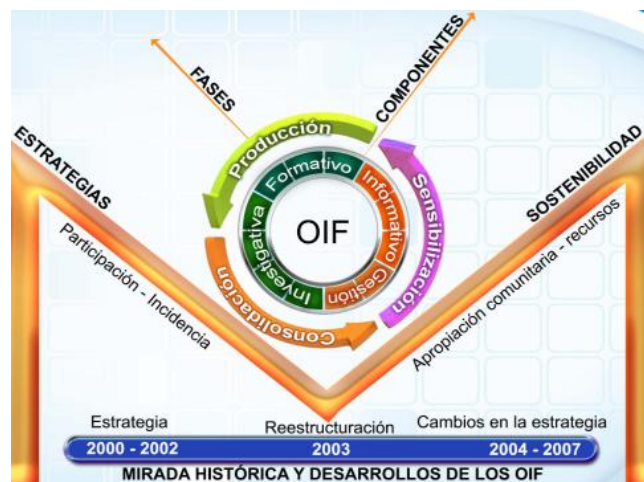 FASES
COMPONENTES
ESTRATEGIAS
SOSTENIBILIDAD
Producción
Sensibilización
Consolidación
Formativo
Informativo
Gestión
Investigativa
OIF
Participación - Incidencia
Apropiación comunitaria - recursos
Estrategia
Reestructuración
Cambios en la estrategia
2000 - 2002
2003
2004 - 2007
MIRADA HISTÓRICA Y DESARROLLOS DE LOS OIF